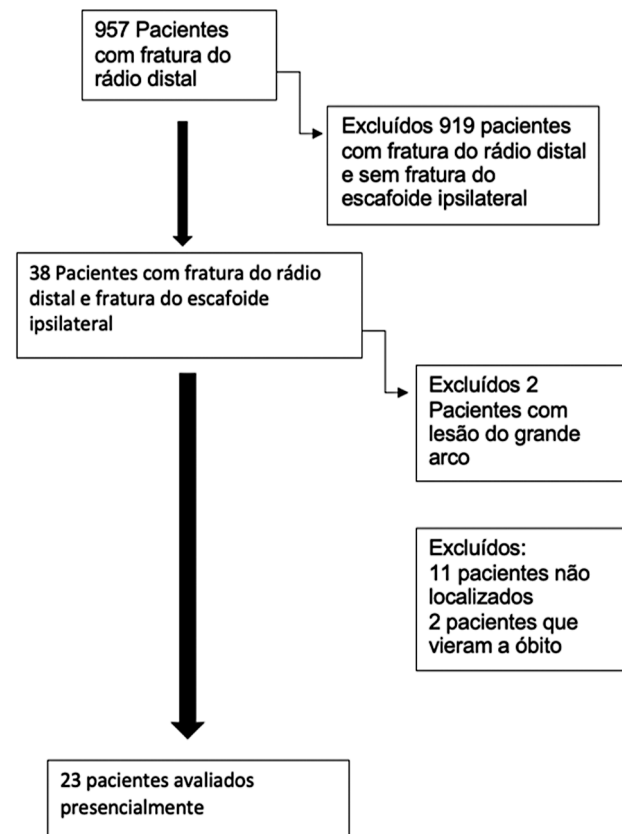 957 Pacientes
com fratura do
rádio distal
Excluídos 919 pacientes
com fratura do rádio distal
e sem fratura do
escafoide ipsilateral
38 Pacientes com fratura do rádio
distal e fratura do escafoide
ipsilateral
Excluídos 2
Pacientes com
lesão do grande
arco
Excluídos:
11 pacientes não
localizados
2 pacientes que
vieram a óbito
23 pacientes avaliados
presencialmente